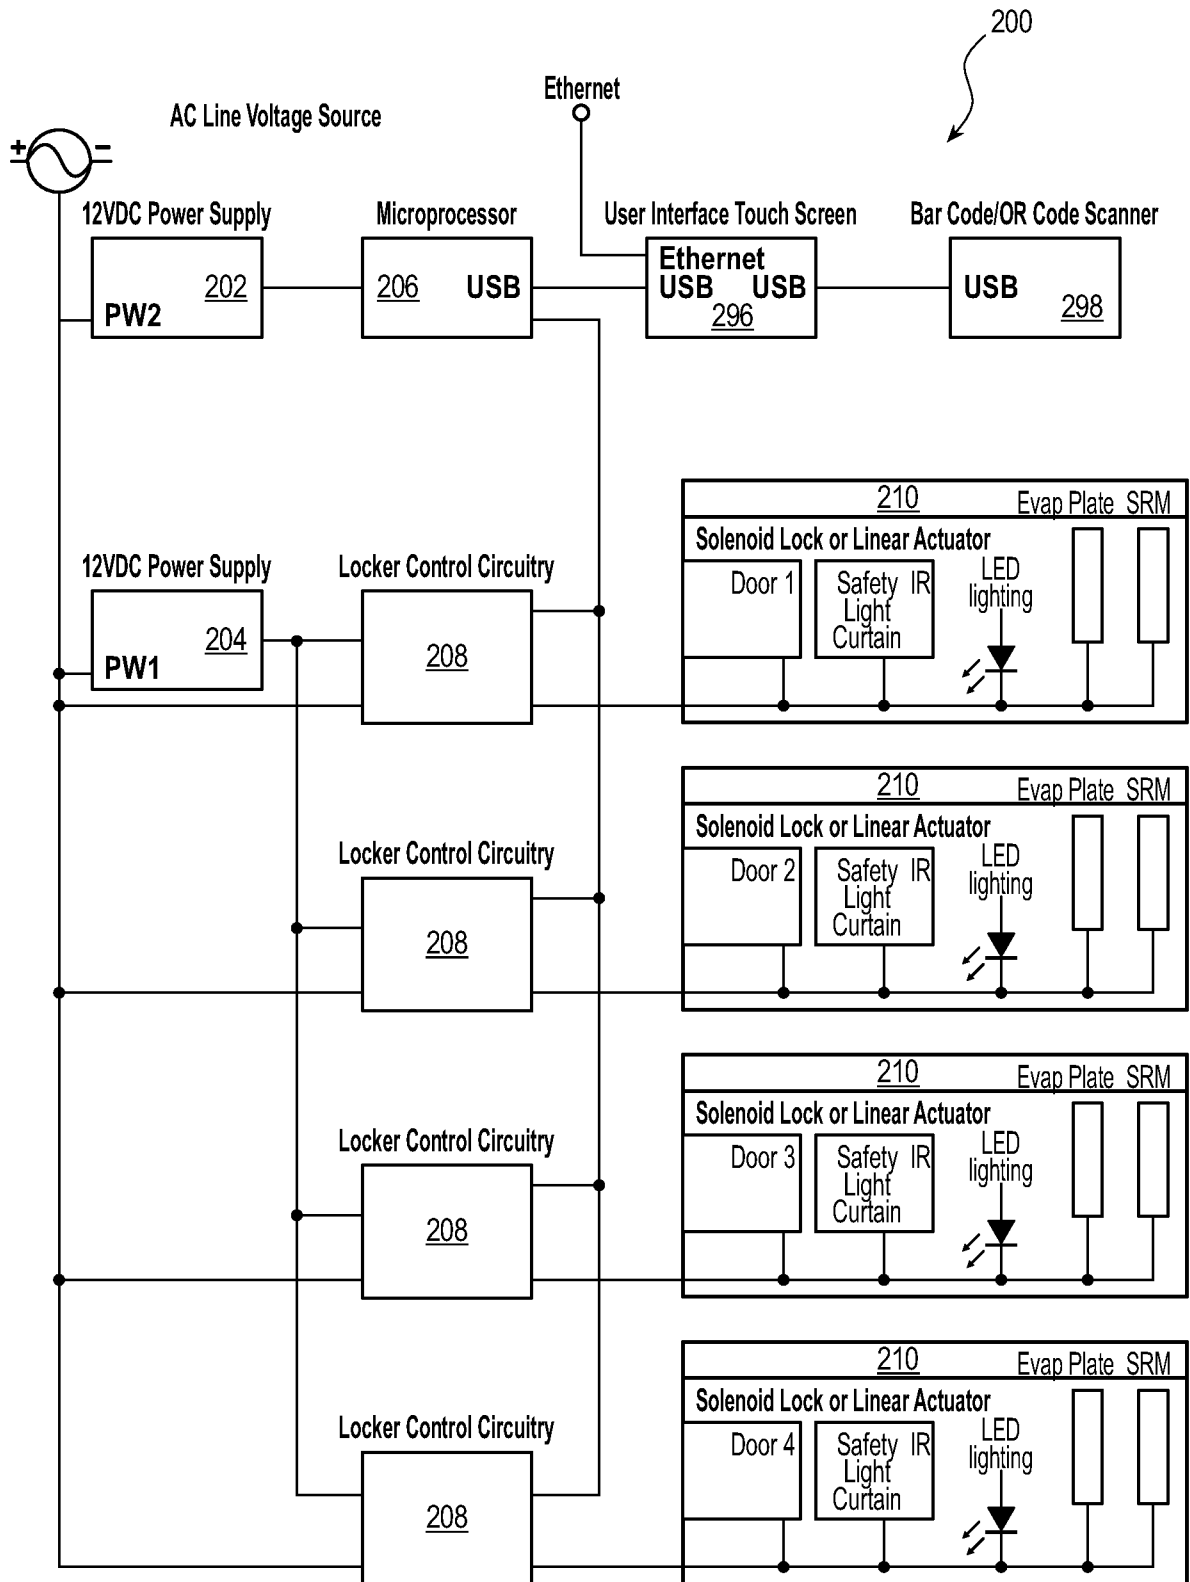 200
Ethernet
AC Line Voltage Source
+ −
12VDC Power Supply
Microprocessor
User Interface Touch Screen
Bar Code/OR Code Scanner
202
PW2
206
USB
Ethernet
USB USB
296
USB
298
210
Evap Plate SRM
Solenoid Lock or Linear Actuator
12VDC Power Supply
Locker Control Circuitry
Door 1
Safety IR
Light
Curtain
LED
lighting
204
PW1
208
210
Evap Plate SRM
Solenoid Lock or Linear Actuator
Locker Control Circuitry
Door 2
Safety IR
Light
Curtain
LED
lighting
208
210
Evap Plate SRM
Solenoid Lock or Linear Actuator
Locker Control Circuitry
Door 3
Safety IR
Light
Curtain
LED
lighting
208
210
Evap Plate SRM
Solenoid Lock or Linear Actuator
Locker Control Circuitry
Door 4
Safety IR
Light
Curtain
LED
lighting
208